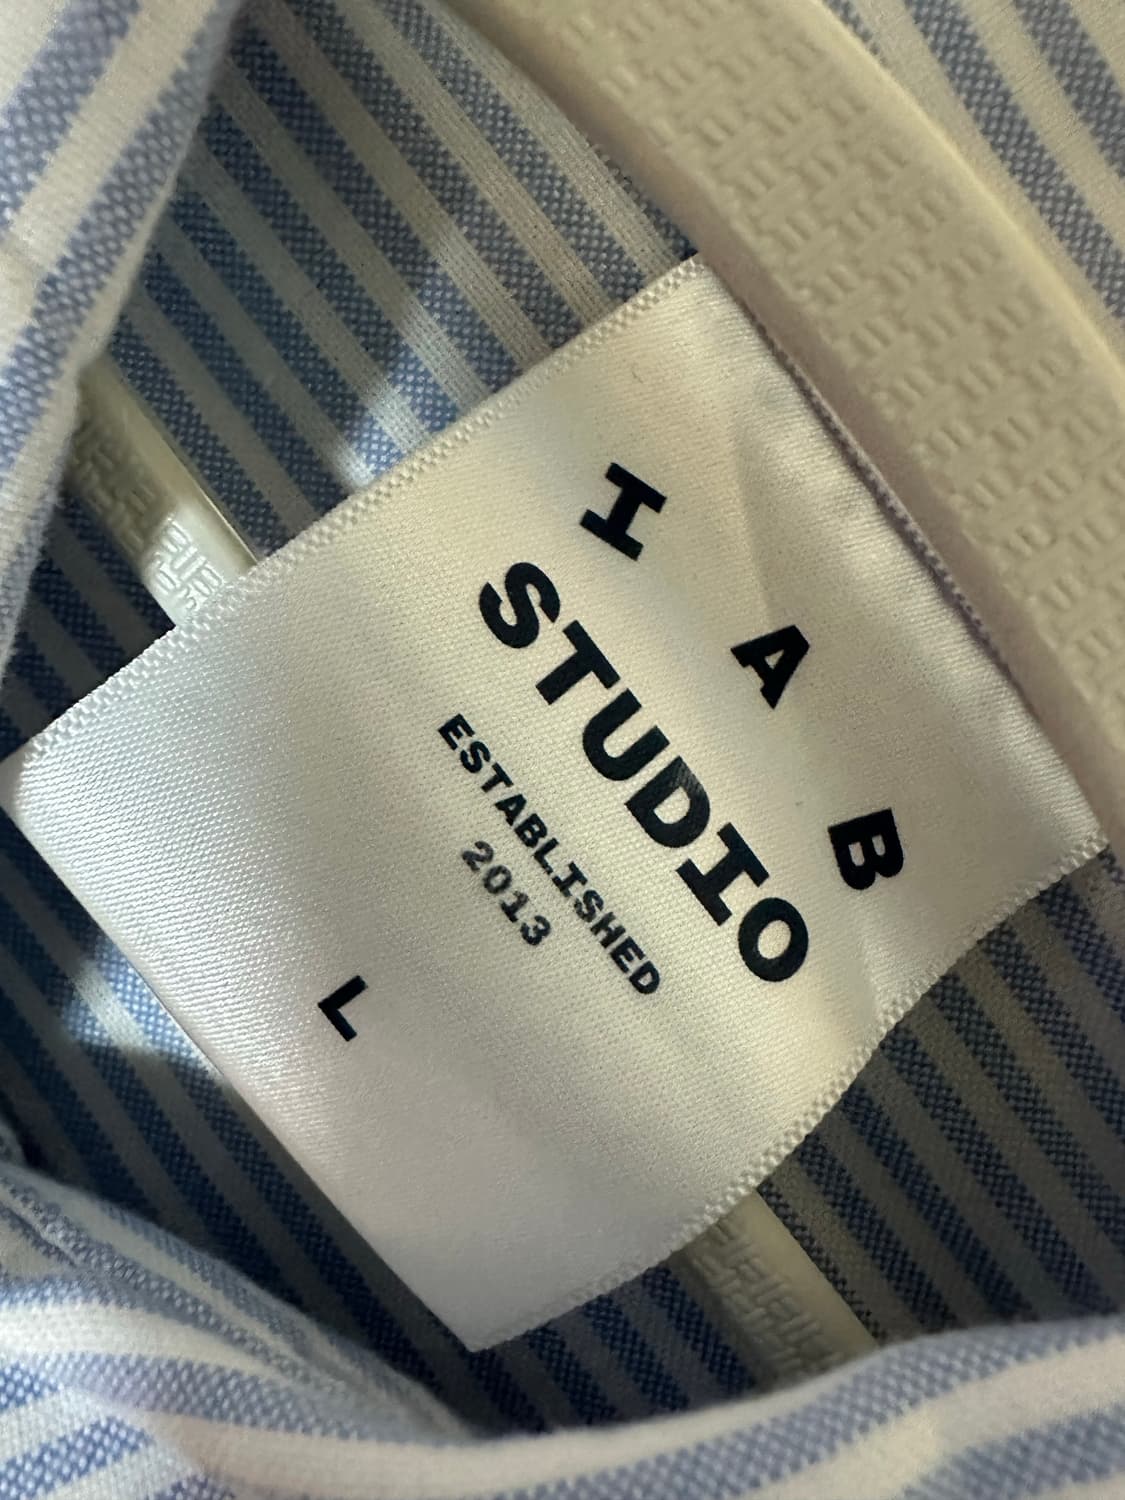 I A B
STUDIO
ESTABLISHED
2013
L